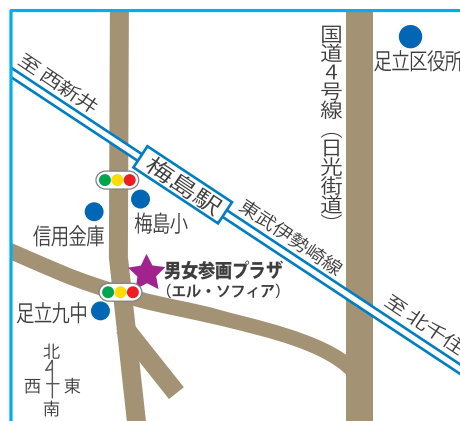 国道４号線（日光街道）
足立区役所
至 西新井
梅島駅
梅島小
信用金庫
東武伊勢崎線
男女参画プラザ
（エル・ソフィア）
足立九中
至 北千住
北
西
東
南